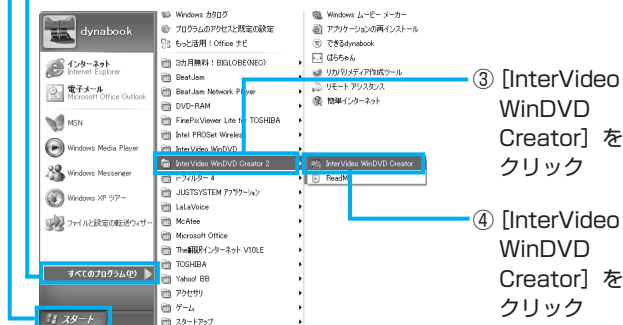 dynabook
インターネット
Internet Explorer
電子メール
Microsoft Office Outlook
MSN
Windows Media Player
Windows Messenger
Windows XP ツアー
ファイルと設定の転送ウィザー
すべてのプログラム(P)
スタート
Windows カタログ
プログラムのアクセスと既定の設定
もっと活用！Office ナビ
3カ月無料！BIGLOBE(NEC)
BeatJam
BeatJam Network Player
DVD-RAM
FinePixViewer Lite for TOSHIBA
Intel PROSet Wireless
InterVideo WinDVD
InterVideo WinDVD Creator 2
i-フィルター 4
JUSTSYSTEM アプリケーション
LaLaVoice
McAfee
Microsoft Office
The翻訳インターネット V10LE
TOSHIBA
Yahoo! BB
アクセサリ
ゲーム
スタートアップ
Windows ムービー メーカー
アプリケーションの再インストール
できるdynabook
ぱらちゃん
リカバリメディア作成ツール
リモート アシスタンス
簡単インターネット
InterVideo WinDVD Creator
ReadMe
③ [InterVideo
WinDVD
Creator] を
クリック
④ [InterVideo
WinDVD
Creator] を
クリック